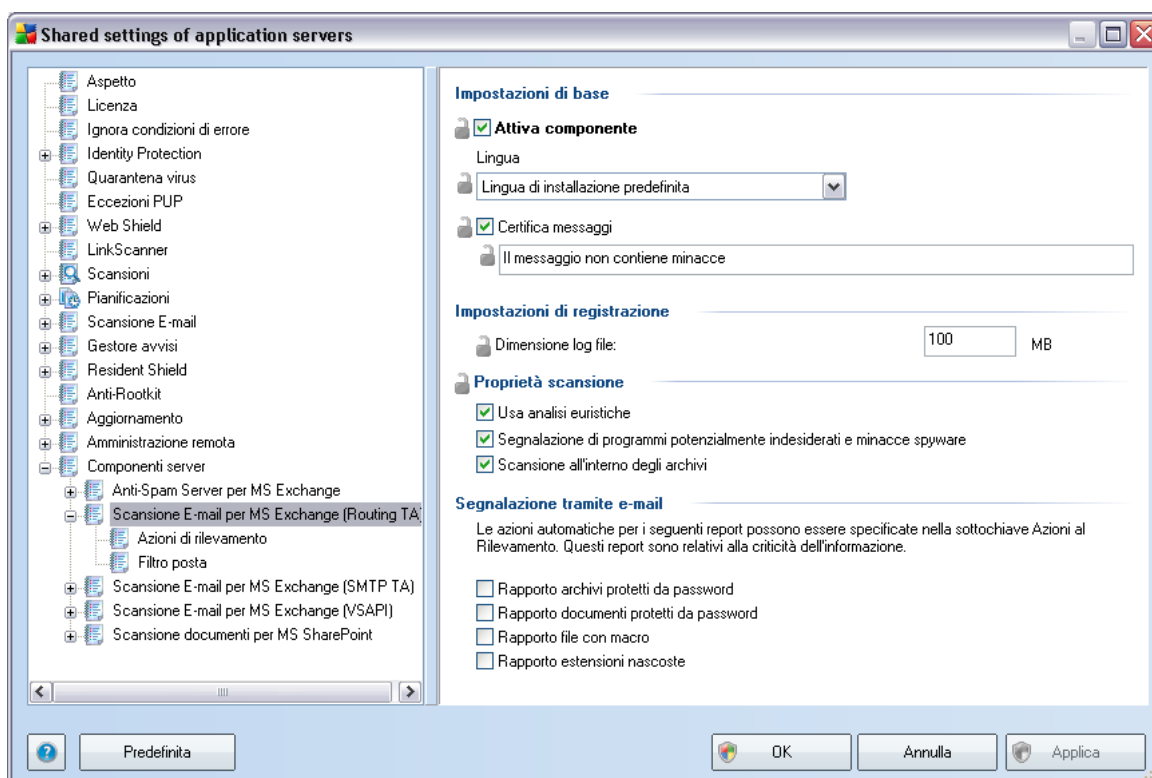 Shared settings of application servers
Aspetto
Licenza
Ignora condizioni di errore
Identity Protection
Quarantena virus
Eccezioni PUP
Web Shield
LinkScanner
Scansioni
Pianificazioni
Scansione E-mail
Gestore avvisi
Resident Shield
Anti-Rootkit
Aggiornamento
Amministrazione remota
Componenti server
Anti-Spam Server per MS Exchange
Scansione E-mail per MS Exchange (Routing TA)
Azioni di rilevamento
Filtro posta
Scansione E-mail per MS Exchange (SMTP TA)
Scansione E-mail per MS Exchange (VSAPI)
Scansione documenti per MS SharePoint
Impostazioni di base
Attiva componente
Lingua
Lingua di installazione predefinita
Certifica messaggi
Il messaggio non contiene minacce
Impostazioni di registrazione
Dimensione log file: 100 MB
Proprietà scansione
Usa analisi euristiche
Segnalazione di programmi potenzialmente indesiderati e minacce spyware
Scansione all'interno degli archivi
Segnalazione tramite e-mail
Le azioni automatiche per i seguenti report possono essere specificate nella sottochiave Azioni al
Rilevamento. Questi report sono relativi alla criticità dell'informazione.
Rapporto archivi protetti da password
Rapporto documenti protetti da password
Rapporto file con macro
Rapporto estensioni nascoste
? Predefinita OK Annulla Applica